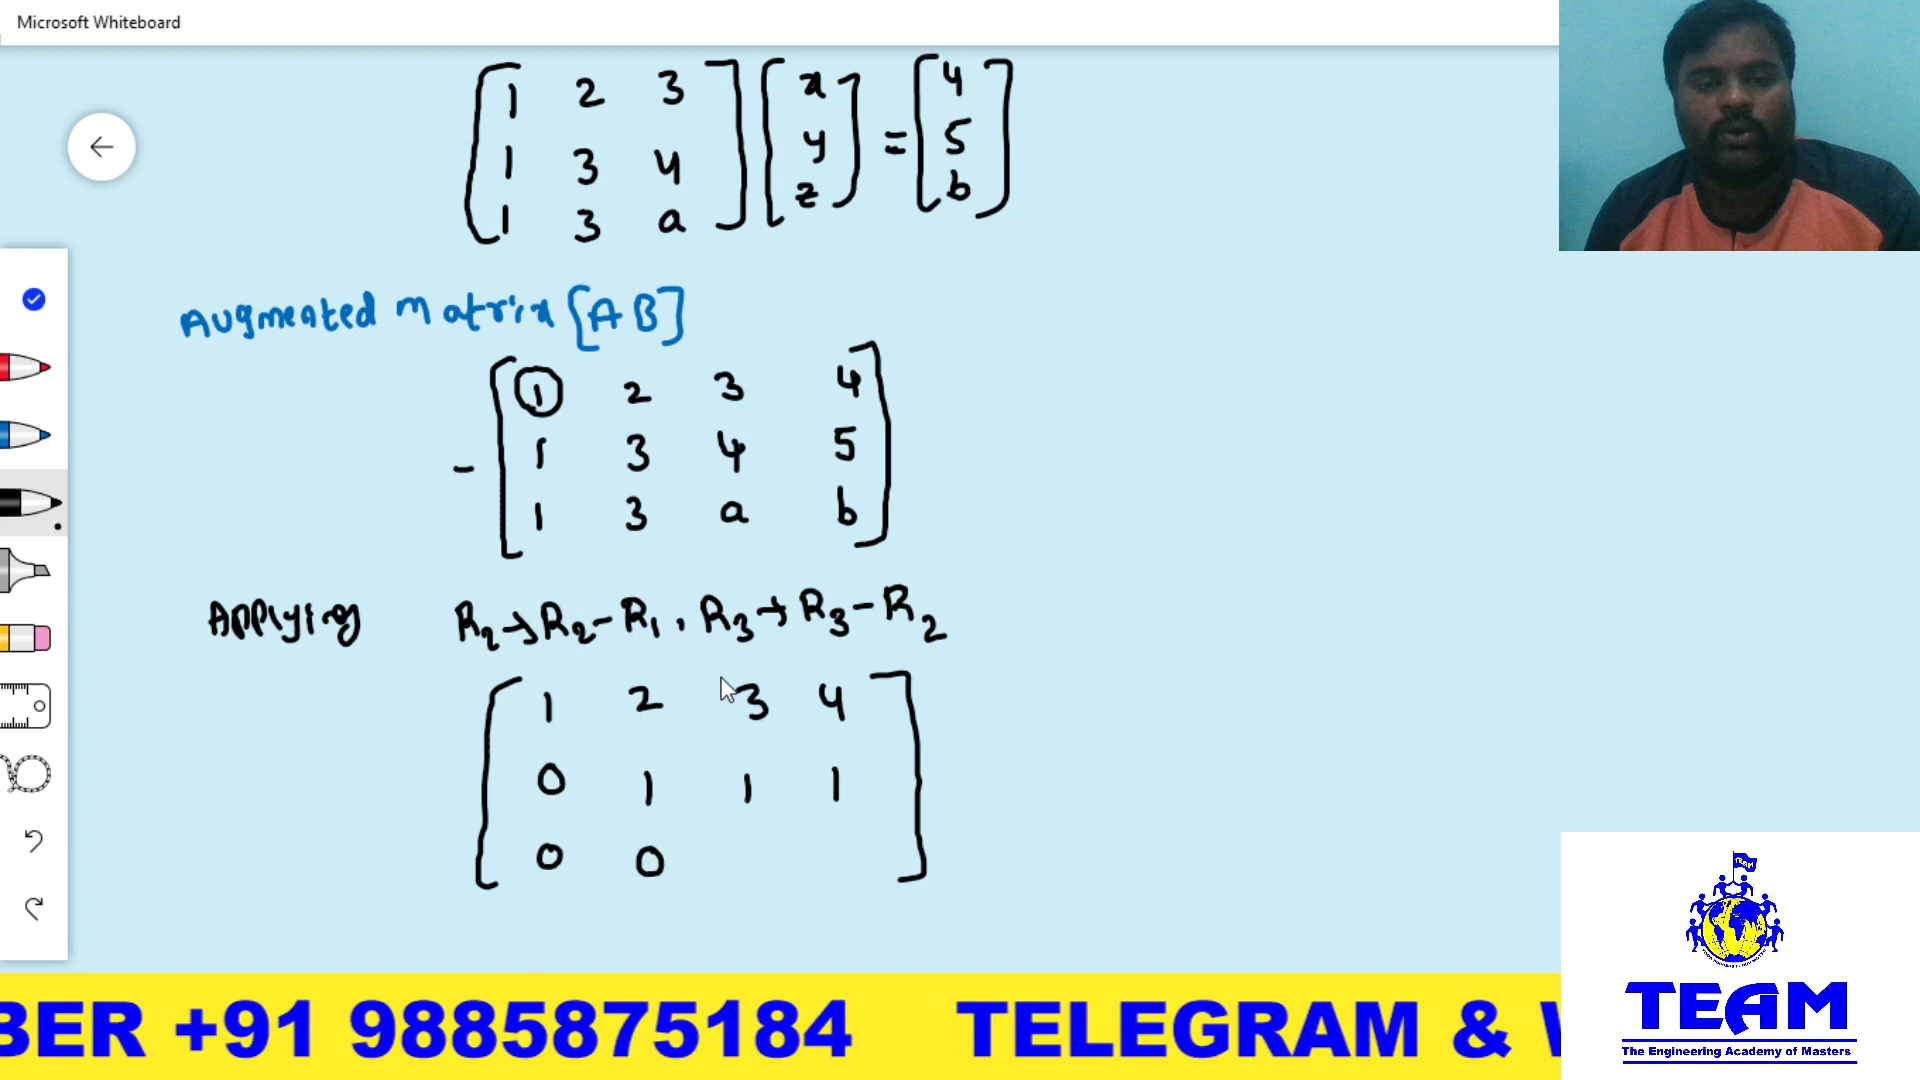 Microsoft Whiteboard
[1 2 3] [x] = [4]
[1 3 4] [y] [5]
[1 3 a] [z] [b]
Augmented Matrix [AB]
- [1 2 3 4]
[1 3 4 5]
[1 3 a b]
Applying R₂→R₂-R₁, R₃→R₃-R₂
[1 2 3 4]
[0 1 1 1]
[0 0]
TEAM
The Engineering Academy of Masters
BER +91 9885875184 TELEGRAM &